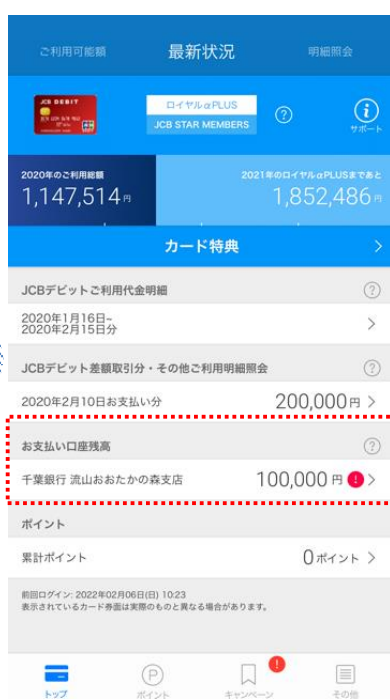 ご利用可能額 最新状況 明細照会
JCB DEBIT
ロイヤルαPLUS
JCB STAR MEMBERS
?
i
サポート
2020年のご利用総額 2021年のロイヤルαPLUSまであと
1,147,514円 1,852,486円
カード特典 >
JCBデビットご利用代金明細 ?
2020年1月16日~
2020年2月15日分 >
JCBデビット差額取引分・その他ご利用明細照会 ?
2020年2月10日お支払い分 200,000円 >
お支払い口座残高 ?
千葉銀行 流山おおたかの森支店 100,000 円 ! >
ポイント
累計ポイント 0ポイント >
前回ログイン: 2022年02月06日(日) 10:23
表示されているカード券面は実際のものと異なる場合があります。
P !
トップ ポイント キャンペーン その他